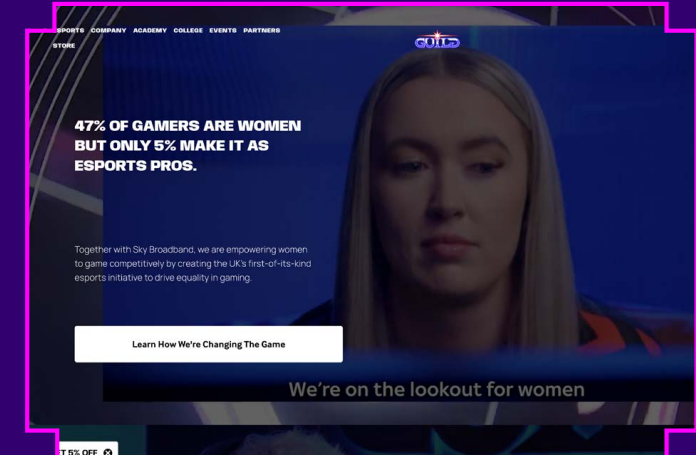 ESPORTS COMPANY ACADEMY COLLEGE EVENTS PARTNERS
STORE
GUILD
47% OF GAMERS ARE WOMEN
BUT ONLY 5% MAKE IT AS
ESPORTS PROS.
Together with Sky Broadband, we are empowering women
to game competitively by creating the UK's first-of-its-kind
esports initiative to drive equality in gaming.
Learn How We're Changing The Game
We're on the lookout for women
T 5% OFF